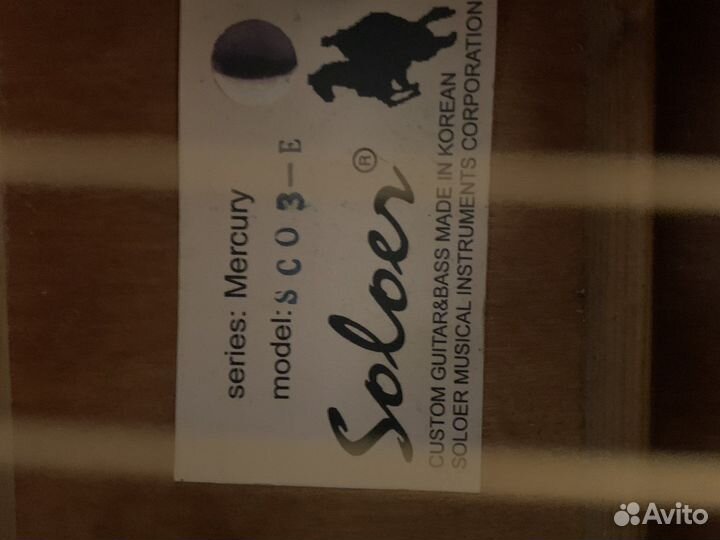 series: Mercury
model: SC03-E
Soloer®
CUSTOM GUITAR&BASS MADE IN KOREAN
SOLOER MUSICAL INSTRUMENTS CORPORATION
Avito